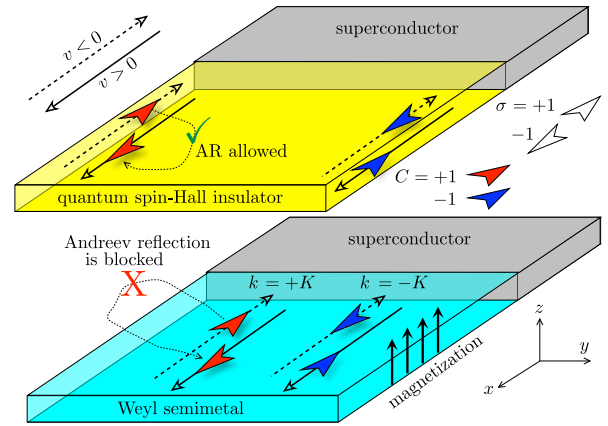 superconductor
v < 0
v > 0
σ = +1
−1
AR allowed
C = +1
−1
quantum spin-Hall insulator
Andreev reflection
is blocked
X
superconductor
k = +K
k = −K
magnetization
z
y
x
Weyl semimetal